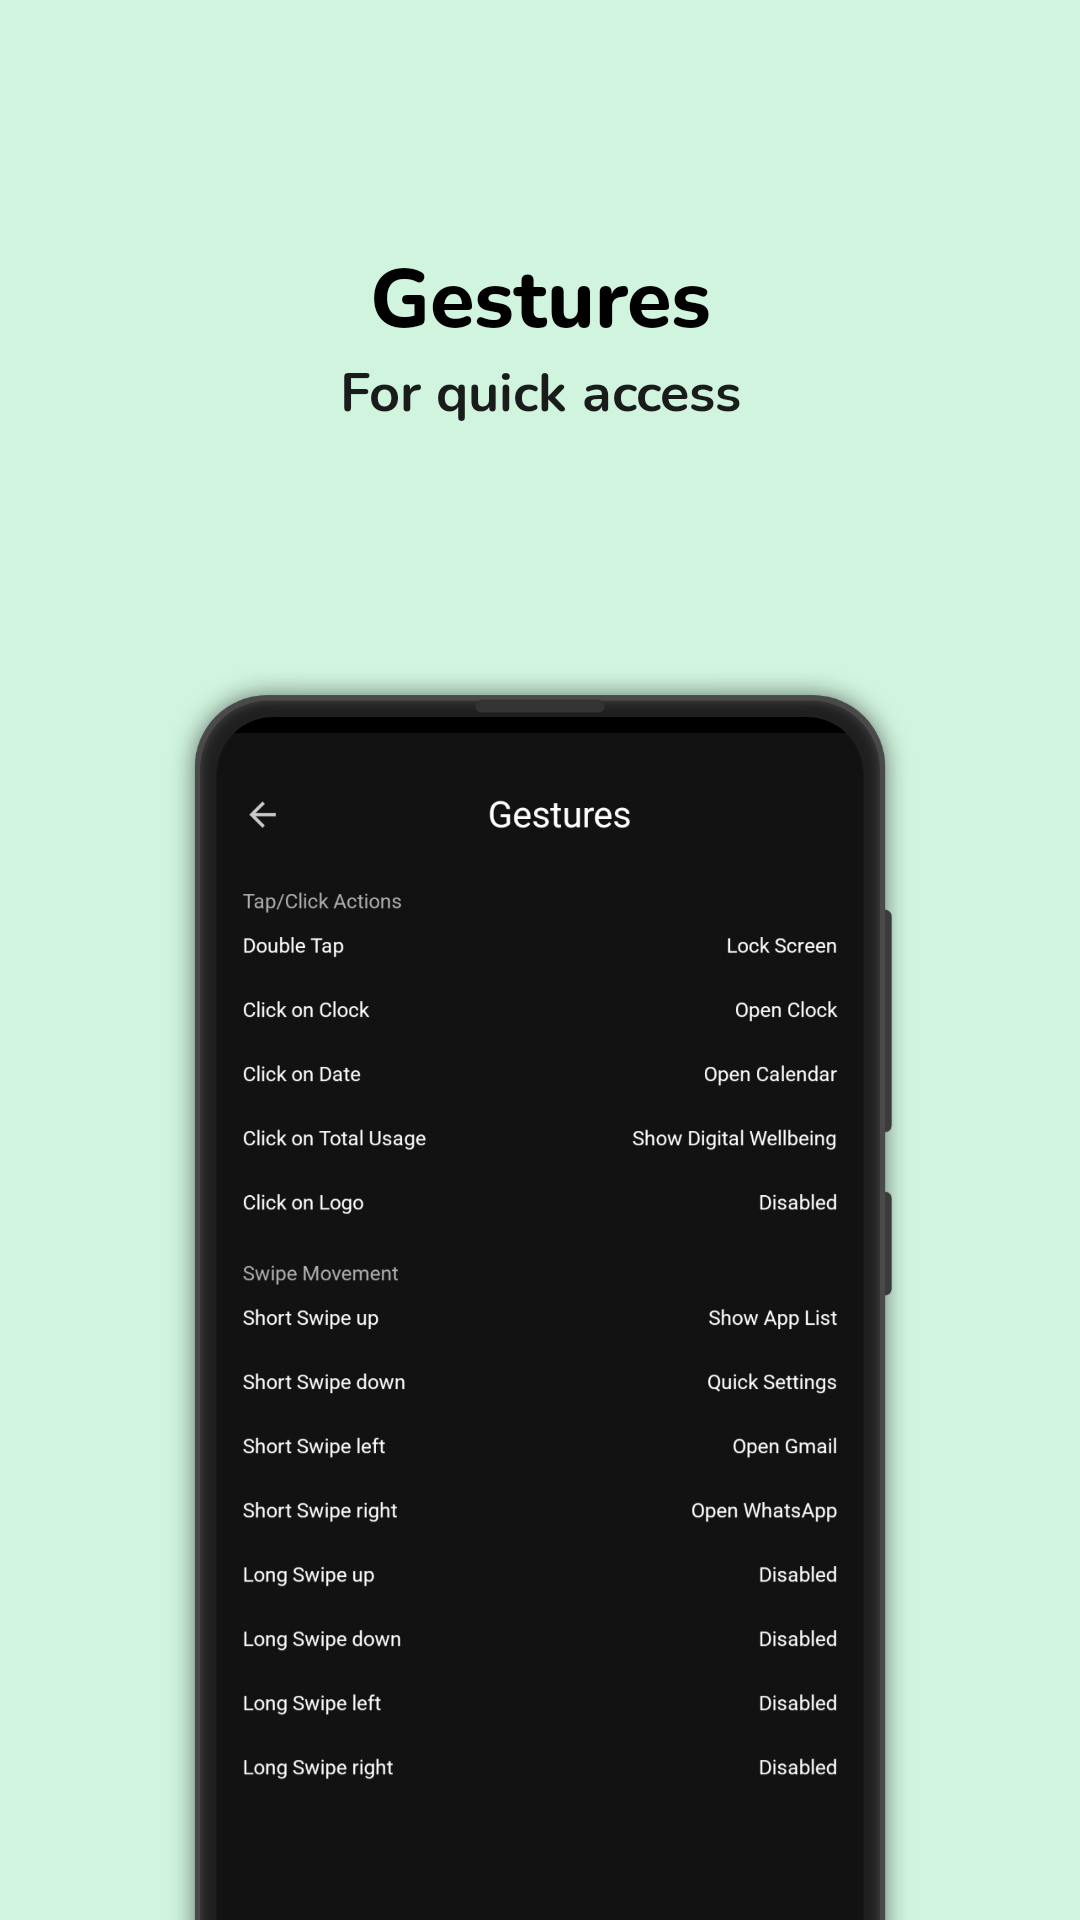 Gestures
For quick access
Gestures
Tap/Click Actions
Double Tap Lock Screen
Click on Clock Open Clock
Click on Date Open Calendar
Click on Total Usage Show Digital Wellbeing
Click on Logo Disabled
Swipe Movement
Short Swipe up Show App List
Short Swipe down Quick Settings
Short Swipe left Open Gmail
Short Swipe right Open WhatsApp
Long Swipe up Disabled
Long Swipe down Disabled
Long Swipe left Disabled
Long Swipe right Disabled